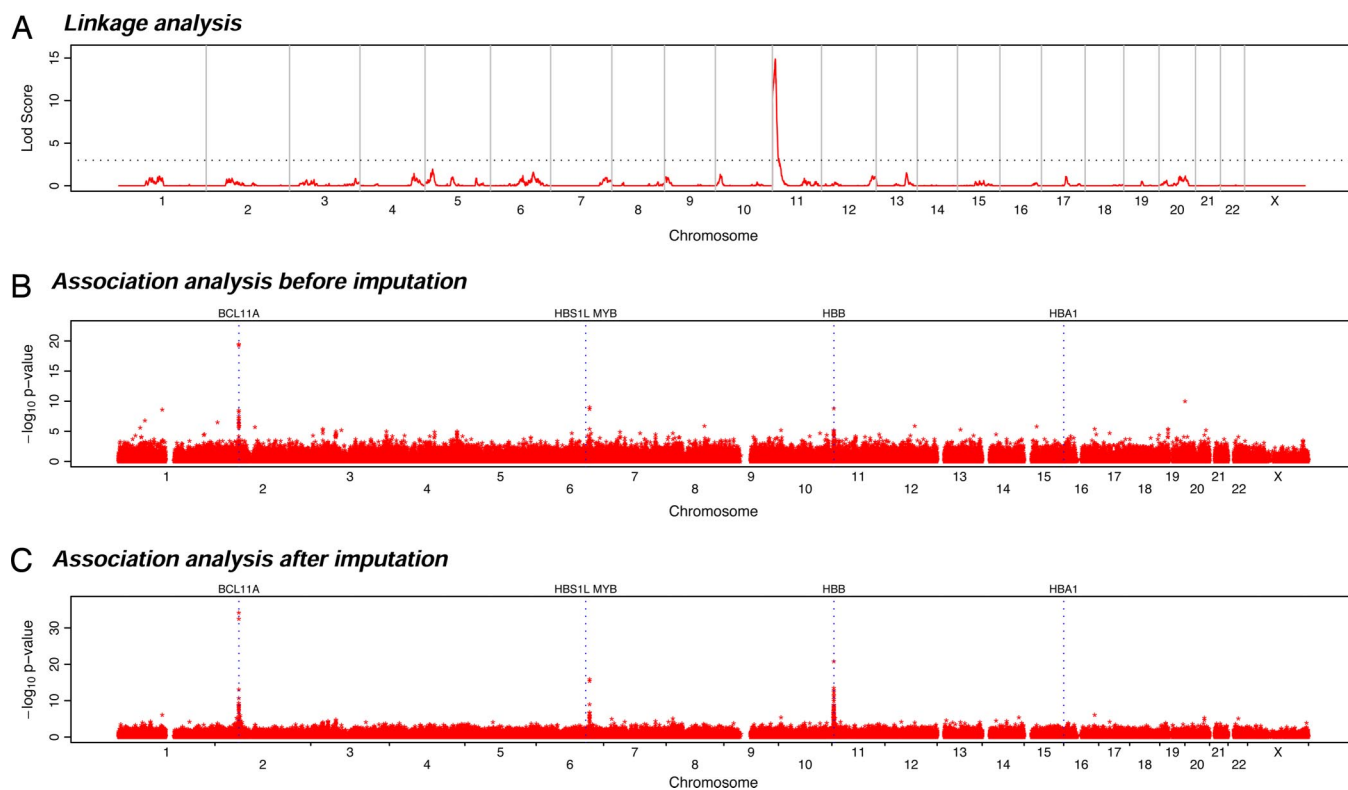 A Linkage analysis
15
10
5
0
Lod Score
1 3 5 7 9 11 13 15 17 19 21 X
2 4 6 8 10 12 14 16 18 20 22
Chromosome
B Association analysis before imputation
BCL11A HBS1L MYB HBB HBA1
20
15
10
5
0
−log10 p−value
1 3 5 7 9 11 13 15 17 19 21 X
2 4 6 8 10 12 14 16 18 20 22
Chromosome
C Association analysis after imputation
BCL11A HBS1L MYB HBB HBA1
30
20
10
0
−log10 p−value
1 3 5 7 9 11 13 15 17 19 21 X
2 4 6 8 10 12 14 16 18 20 22
Chromosome